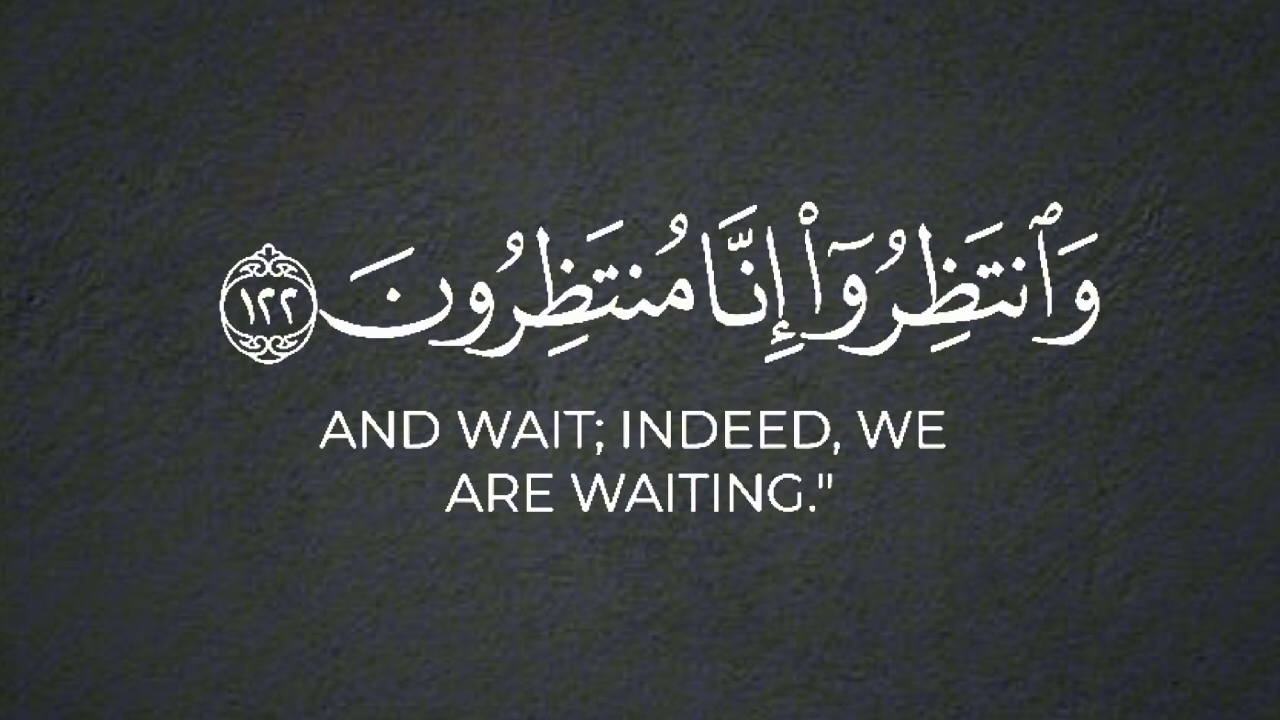 وَٱنتَظِرُوٓا۟ إِنَّا مُنتَظِرُونَ ١٢٢
AND WAIT; INDEED, WE
ARE WAITING."